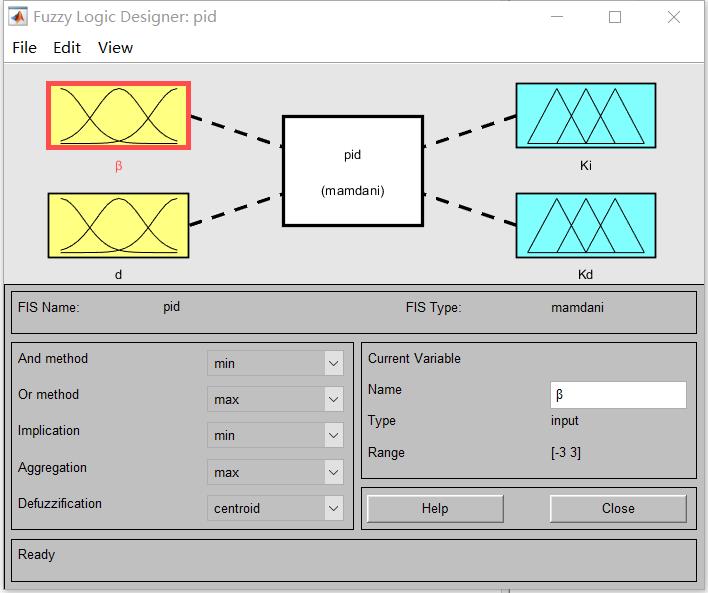 Fuzzy Logic Designer: pid
File Edit View
β
d
pid
(mamdani)
Ki
Kd
FIS Name: pid FIS Type: mamdani
And method min
Or method max
Implication min
Aggregation max
Defuzzification centroid
Current Variable
Name β
Type input
Range [-3 3]
Help Close
Ready